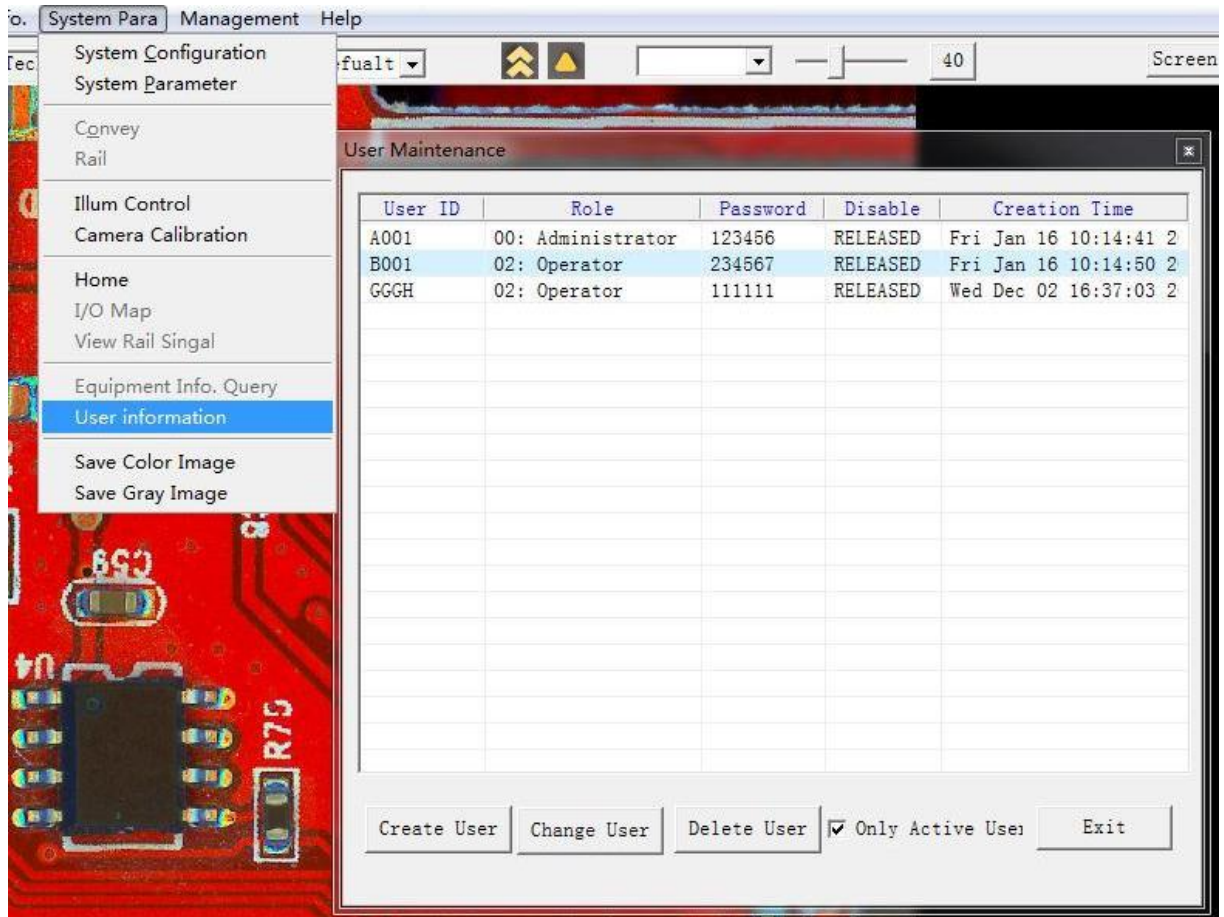 o. System Para Management Help
Tec
fualt
40
Screen
System Configuration
System Parameter
Convey
Rail
Illum Control
Camera Calibration
Home
I/O Map
View Rail Singal
Equipment Info. Query
User information
Save Color Image
Save Gray Image
User Maintenance
User ID Role Password Disable Creation Time
A001 00: Administrator 123456 RELEASED Fri Jan 16 10:14:41 2
B001 02: Operator 234567 RELEASED Fri Jan 16 10:14:50 2
GGGH 02: Operator 111111 RELEASED Wed Dec 02 16:37:03 2
Create User Change User Delete User Only Active User Exit
C59
U4
R75